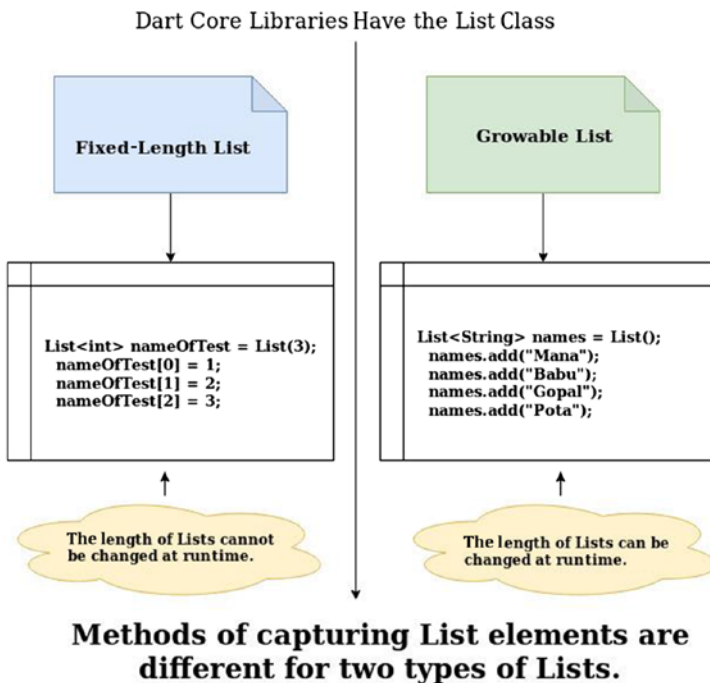 Dart Core Libraries Have the List Class
Fixed-Length List
List<int> nameOfTest = List(3);
nameOfTest[0] = 1;
nameOfTest[1] = 2;
nameOfTest[2] = 3;
The length of Lists cannot
be changed at runtime.
Growable List
List<String> names = List();
names.add("Mana");
names.add("Babu");
names.add("Gopal");
names.add("Pota");
The length of Lists can be
changed at runtime.
Methods of capturing List elements are
different for two types of Lists.